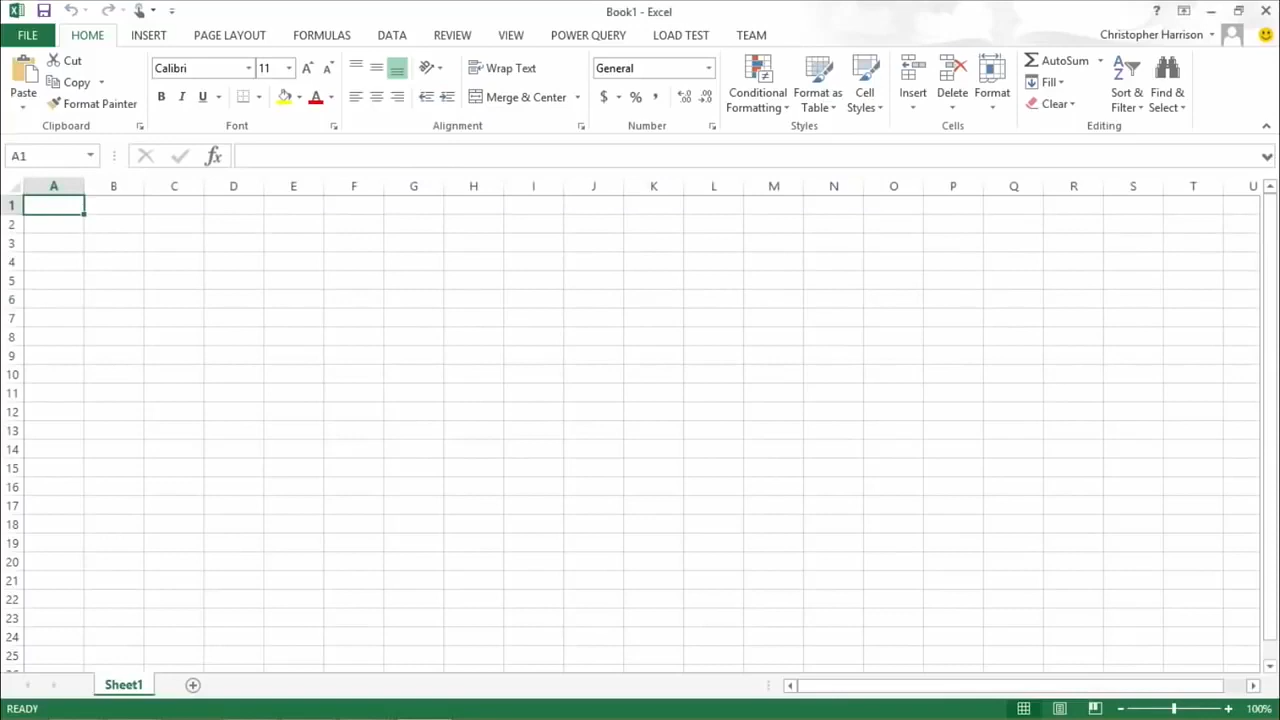 Book1 - Excel
?
FILE HOME INSERT PAGE LAYOUT FORMULAS DATA REVIEW VIEW POWER QUERY LOAD TEST TEAM Christopher Harrison
Cut
Copy
Format Painter
Paste
Clipboard
Calibri 11
B I U A
Font
Wrap Text
Merge & Center
Alignment
General
$ % ,
Number
Conditional Formatting
Format as Table
Cell Styles
Styles
Insert
Delete
Format
Cells
AutoSum
Fill
Clear
Sort & Filter
Find & Select
Editing
A1
fx
A B C D E F G H I J K L M N O P Q R S T U
1
2
3
4
5
6
7
8
9
10
11
12
13
14
15
16
17
18
19
20
21
22
23
24
25
Sheet1
READY
100%